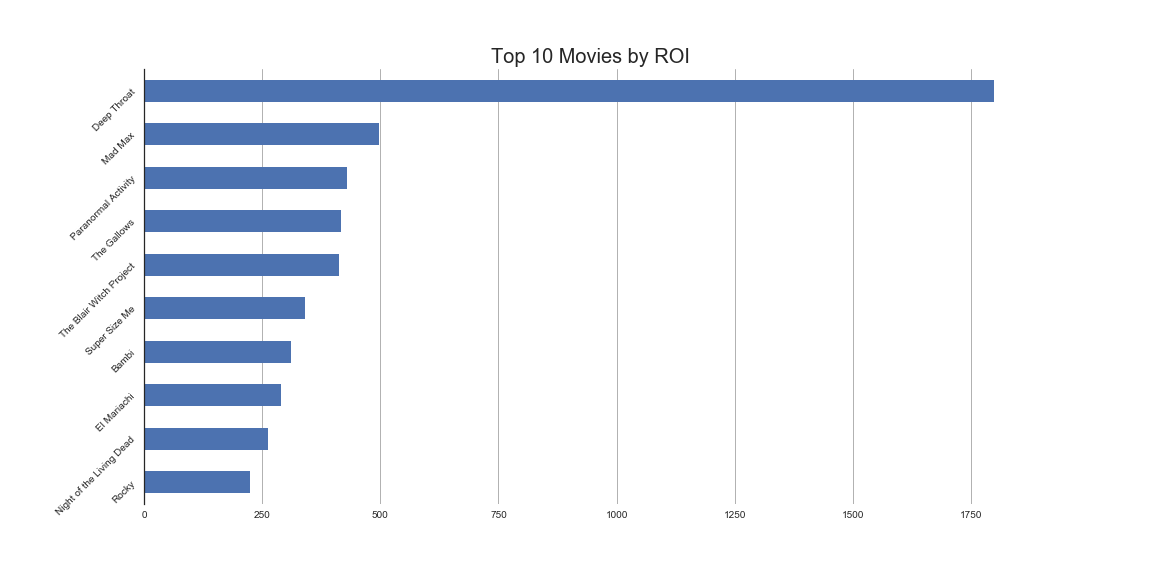 Top 10 Movies by ROI
Deep Throat
Mad Max
Paranormal Activity
The Gallows
The Blair Witch Project
Super Size Me
Bambi
El Mariachi
Night of the Living Dead
Rocky
0 250 500 750 1000 1250 1500 1750